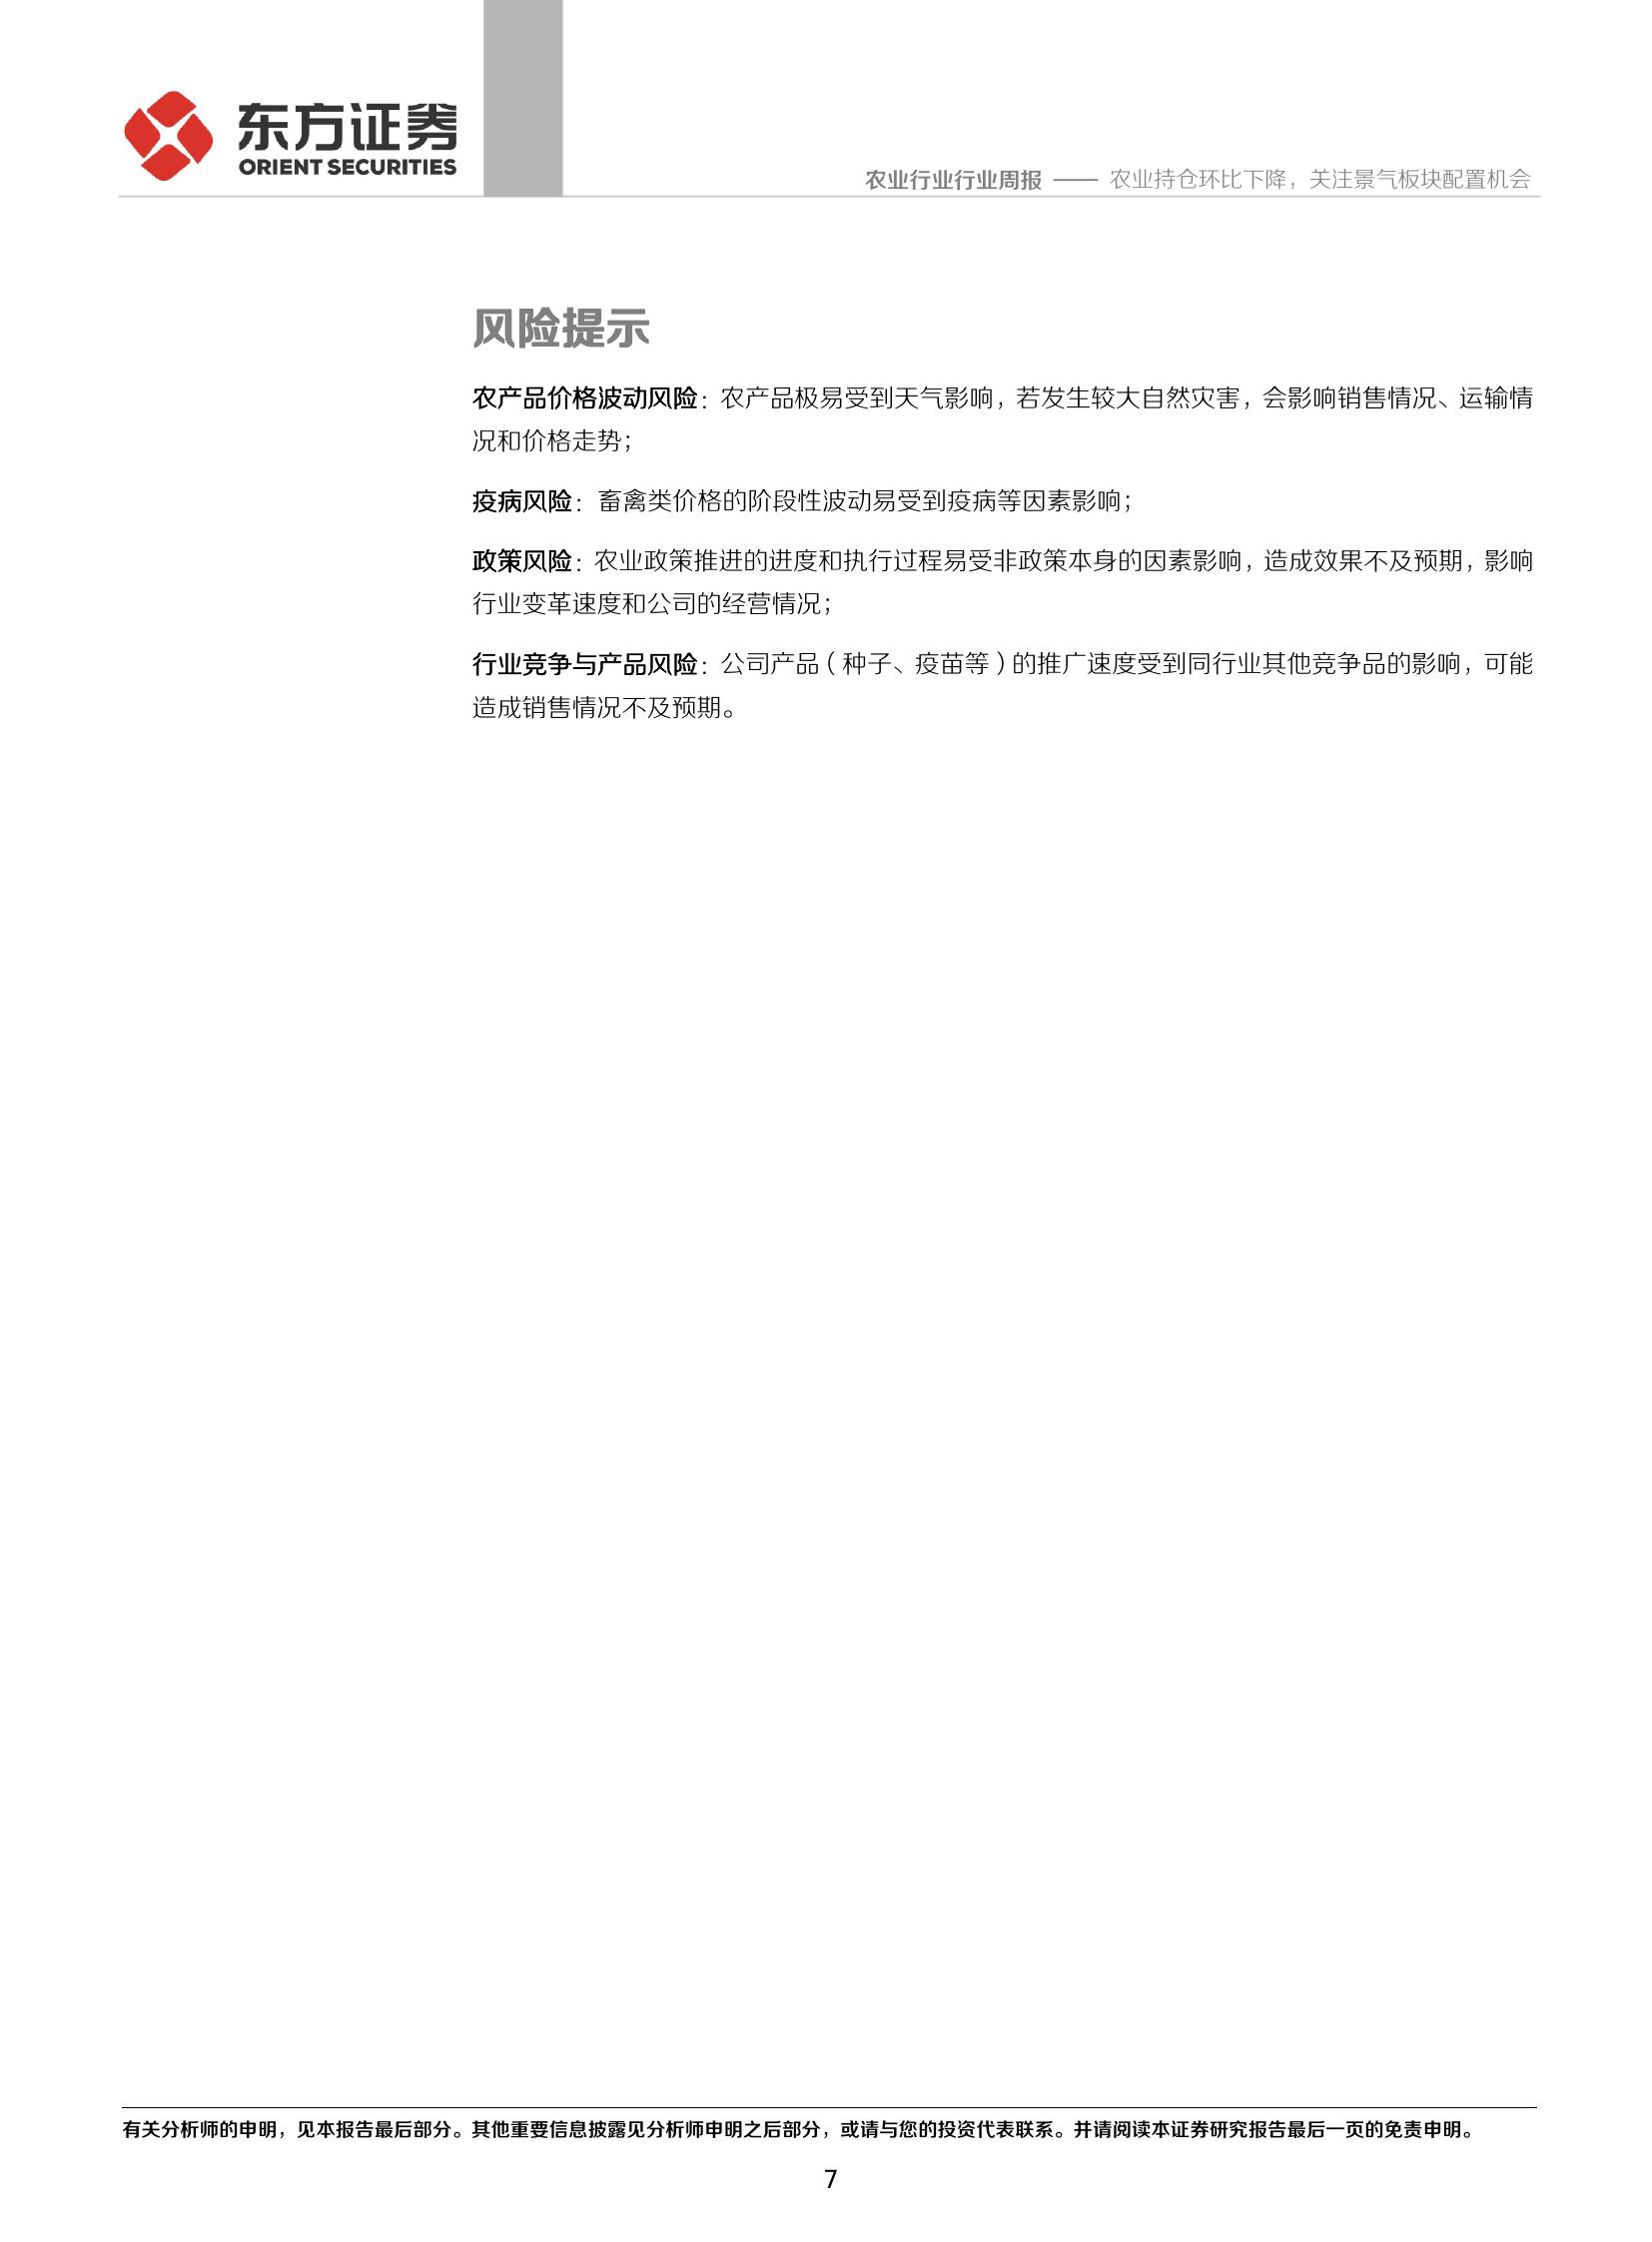 东方证券
ORIENT SECURITIES
农业行业行业周报 —— 农业持仓环比下降，关注景气板块配置机会
风险提示
农产品价格波动风险：农产品极易受到天气影响，若发生较大自然灾害，会影响销售情况、运输情
况和价格走势；
疫病风险：畜禽类价格的阶段性波动易受到疫病等因素影响；
政策风险：农业政策推进的进度和执行过程易受非政策本身的因素影响，造成效果不及预期，影响
行业变革速度和公司的经营情况；
行业竞争与产品风险：公司产品（种子、疫苗等）的推广速度受到同行业其他竞争品的影响，可能
造成销售情况不及预期。
有关分析师的申明，见本报告最后部分。其他重要信息披露见分析师申明之后部分，或请与您的投资代表联系。并请阅读本证券研究报告最后一页的免责申明。
7